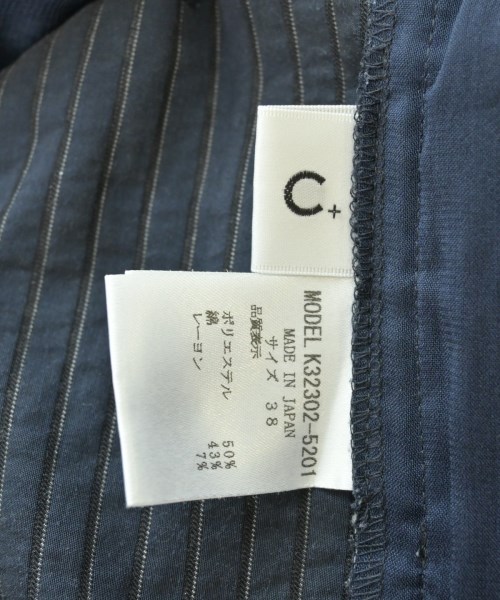 C+
MODEL K32302-5201
MADE IN JAPAN
サイズ 38
品質表示
ポリエステル 50%
綿 43%
レーヨン 7%